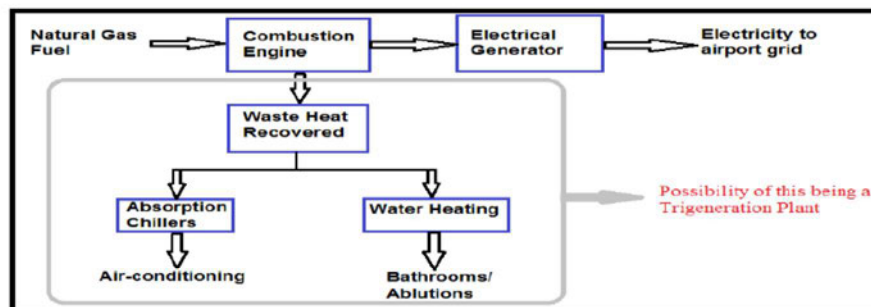 Natural Gas
Fuel
Combustion
Engine
Electrical
Generator
Electricity to
airport grid
Waste Heat
Recovered
Absorption
Chillers
Water Heating
Possibility of this being a
Trigeneration Plant
Air-conditioning
Bathrooms/
Ablutions